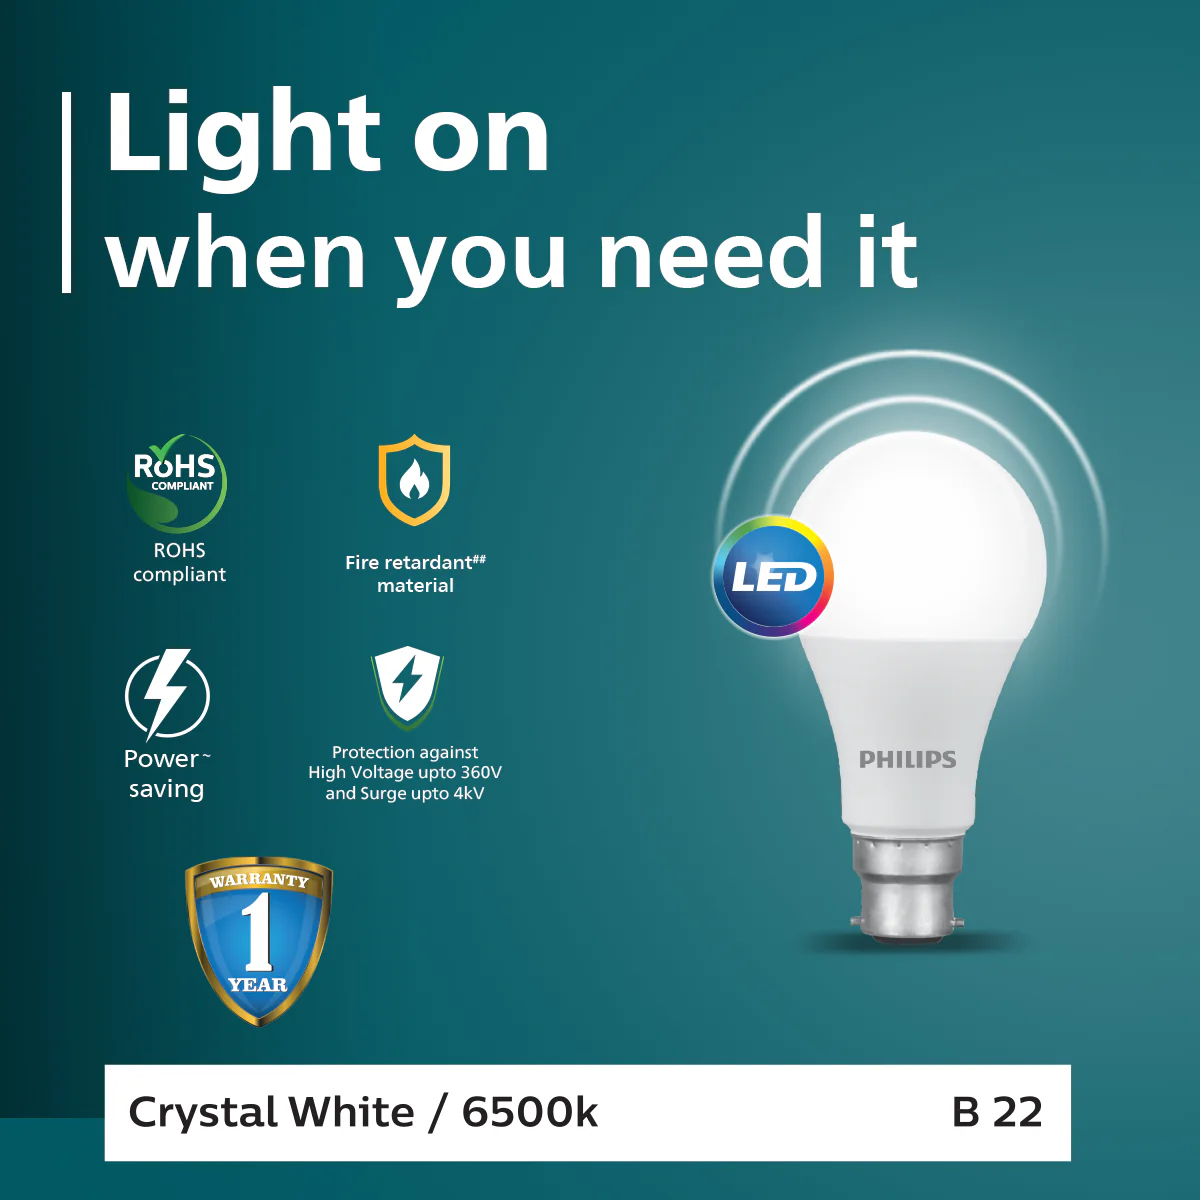 Light on
when you need it
ROHS
COMPLIANT
ROHS
compliant
Fire retardant##
material
LED
Power~
saving
Protection against
High Voltage upto 360V
and Surge upto 4kV
PHILIPS
WARRANTY
1
YEAR
Crystal White / 6500k
B 22